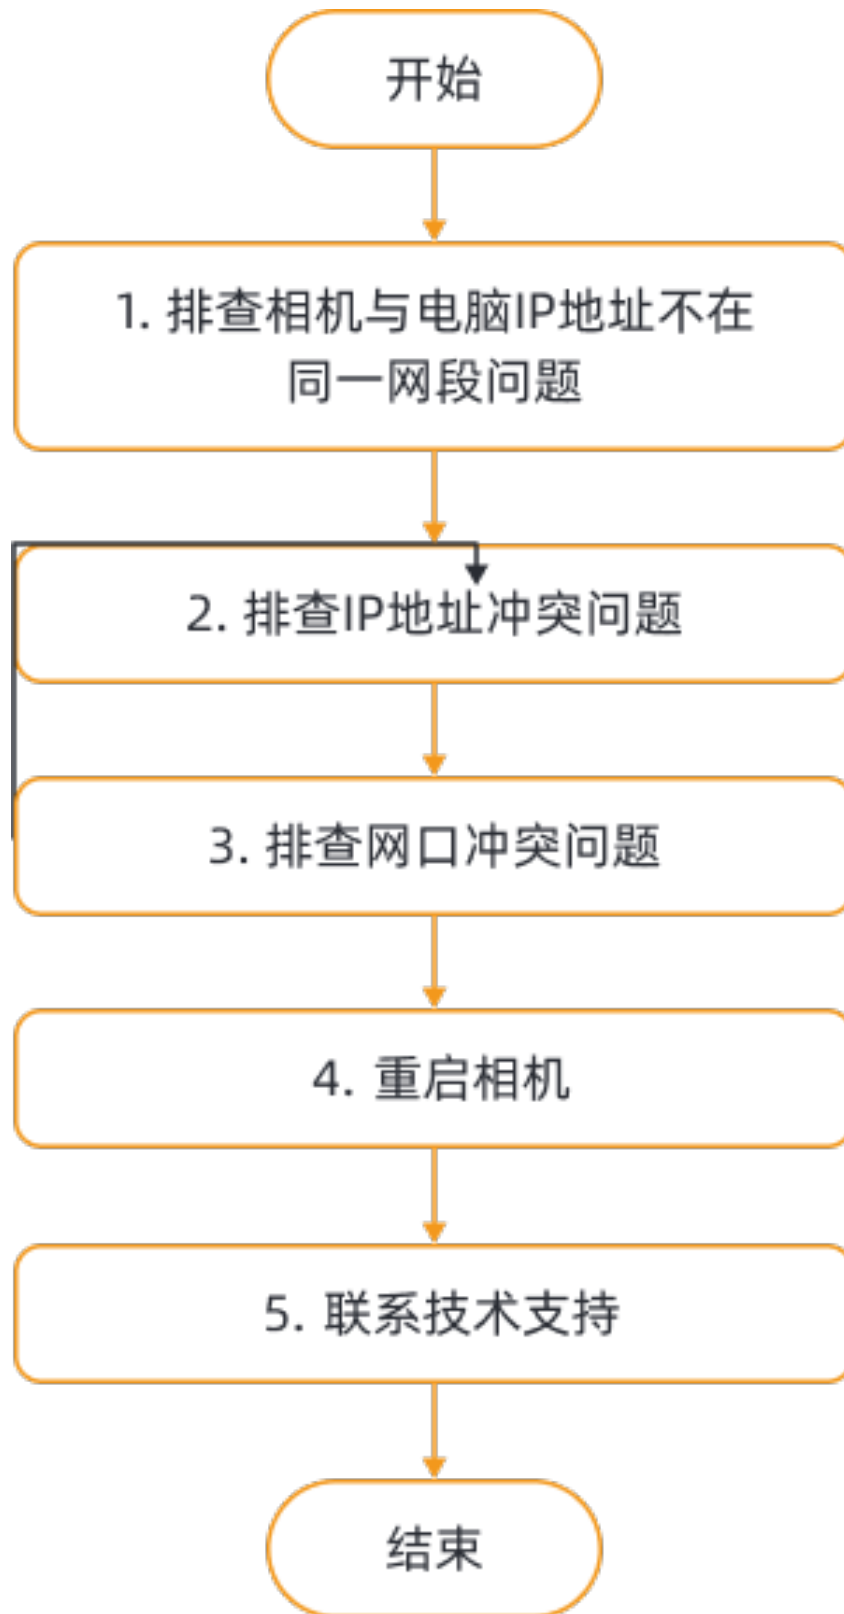 开始
1. 排查相机与电脑IP地址不在
同一网段问题
2. 排查IP地址冲突问题
3. 排查网口冲突问题
4. 重启相机
5. 联系技术支持
结束